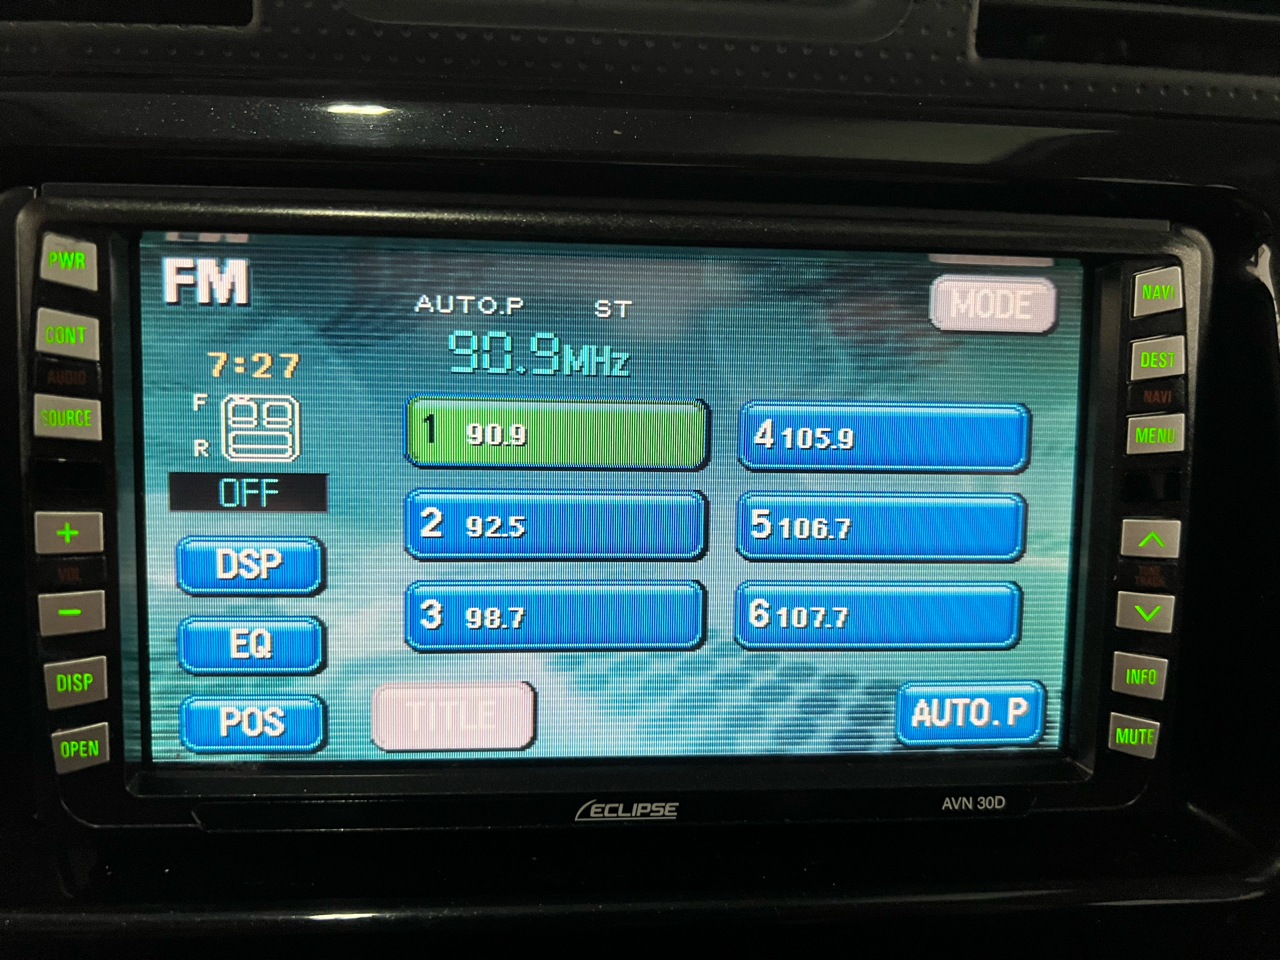 PWR
CONT
AUDIO
SOURCE
+
VOL
−
DISP
OPEN
FM
AUTO.P ST
MODE
90.9MHz
7:27
F
R
OFF
DSP
EQ
POS
1 90.9
2 92.5
3 98.7
4 105.9
5 106.7
6 107.7
TITLE
AUTO.P
NAVI
DEST
NAVI
MENU
TUNE
TRACK
INFO
MUTE
ECLIPSE
AVN 30D